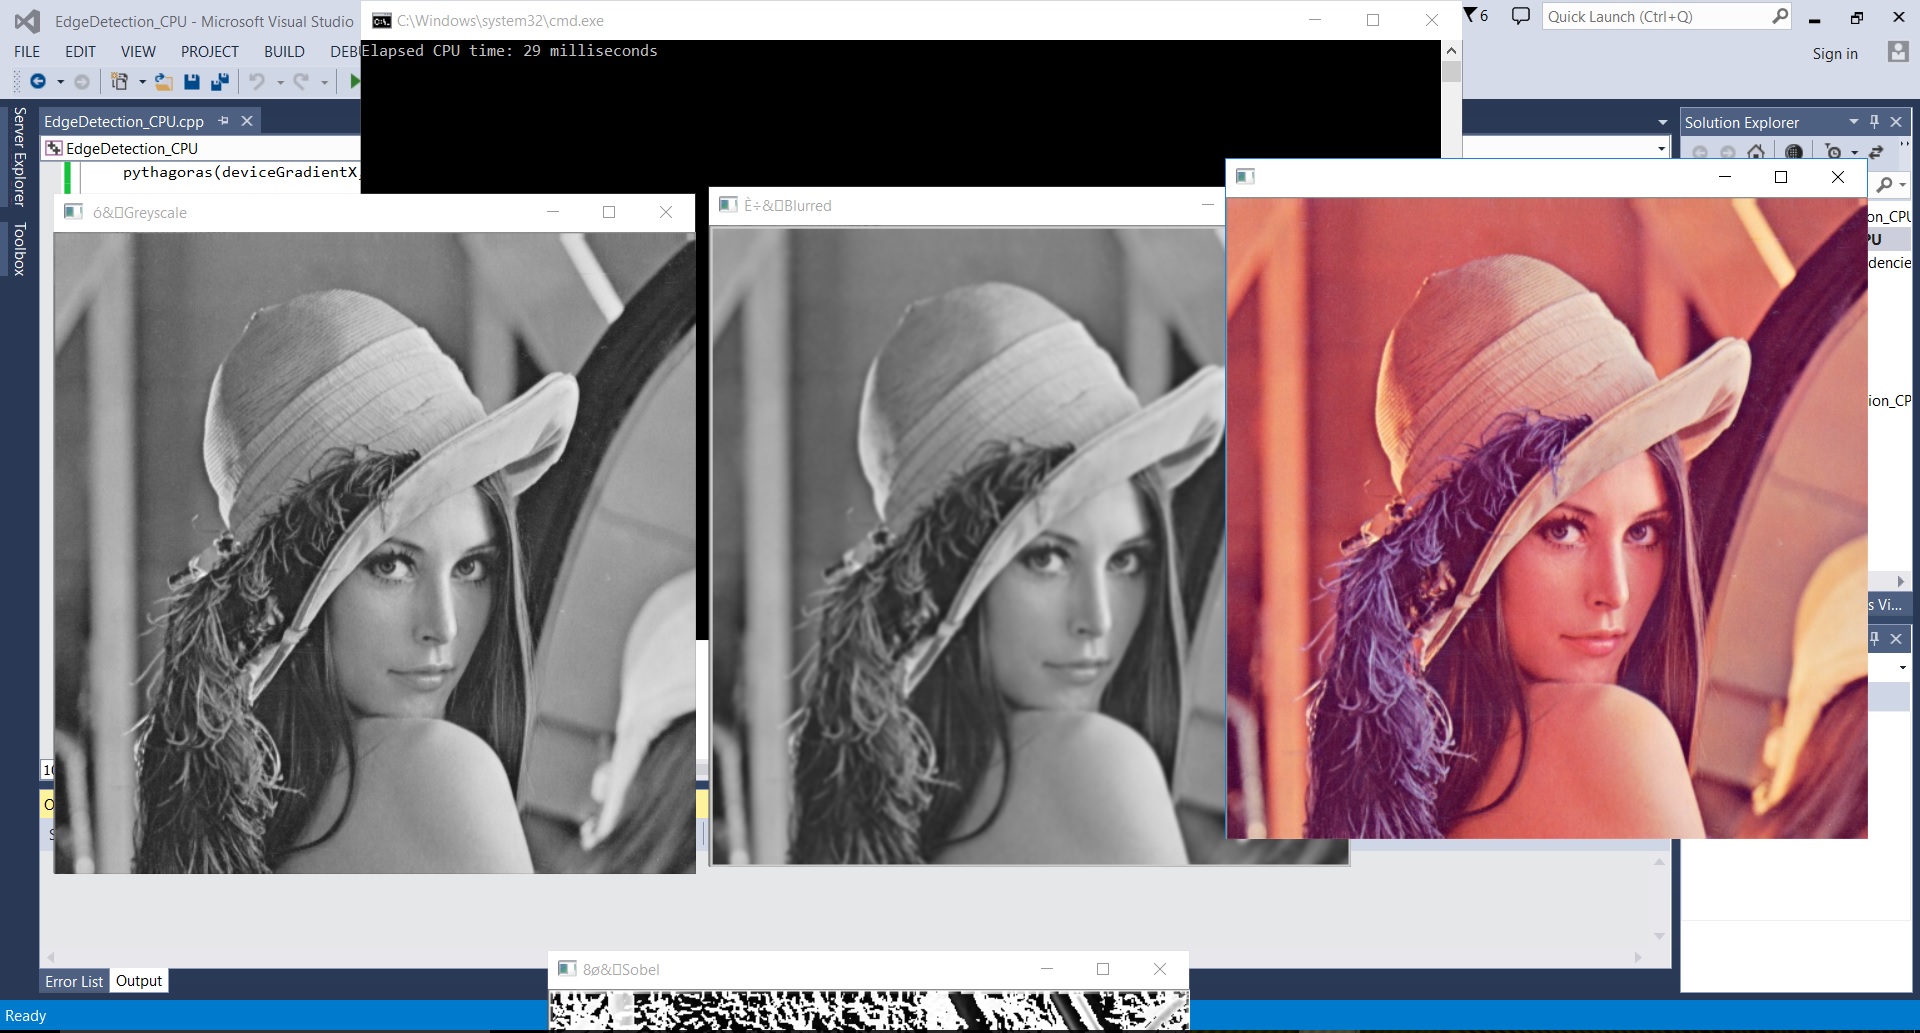 EdgeDetection_CPU - Microsoft Visual Studio
C:\Windows\system32\cmd.exe
6
Quick Launch (Ctrl+Q)
FILE EDIT VIEW PROJECT BUILD DEB
Elapsed CPU time: 29 milliseconds
Sign in
Server Explorer
Toolbox
EdgeDetection_CPU.cpp
Solution Explorer
EdgeDetection_CPU
pythagoras(deviceGradientX,
ó&□Greyscale
È÷&□Blurred
on_CPU
PU
dencie
ion_CP
s Vi...
10
O
S
8ø&□Sobel
Error List Output
Ready